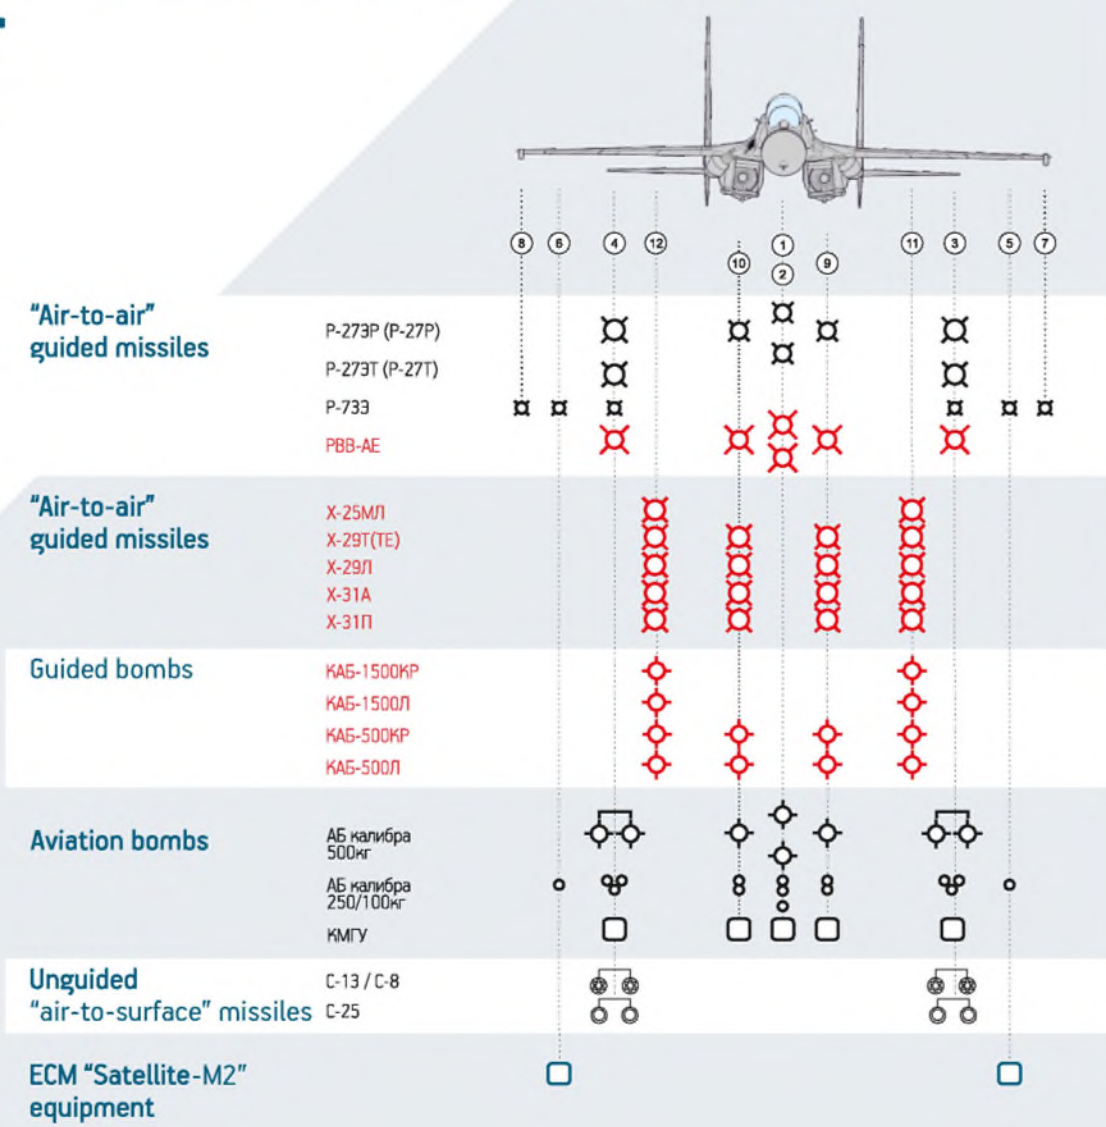 8 6 4 12 10 1 2 9 11 3 5 7
"Air-to-air"
guided missiles
Р-27ЭР (Р-27Р)
Р-27ЭТ (Р-27Т)
Р-73Э
РВВ-АЕ
"Air-to-air"
guided missiles
Х-25МЛ
Х-29Т(ТЕ)
Х-29Л
Х-31А
Х-31П
Guided bombs
КАБ-1500КР
КАБ-1500Л
КАБ-500КР
КАБ-500Л
Aviation bombs
АБ калибра
500кг
АБ калибра
250/100кг
КМГУ
Unguided
"air-to-surface" missiles
С-13 / С-8
С-25
ECM "Satellite-M2"
equipment